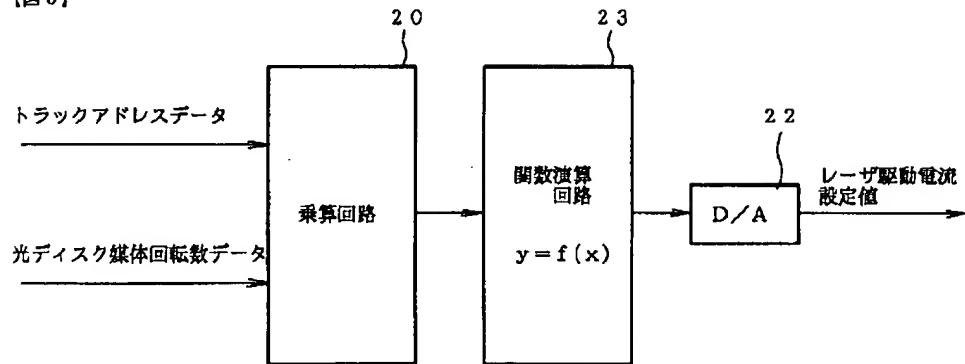 ２０
２３
トラックアドレスデータ
２２
関数演算
回路
レーザ駆動電流
設定値
乗算回路
Ｄ／Ａ
光ディスク媒体回転数データ
ｙ＝ｆ（ｘ）